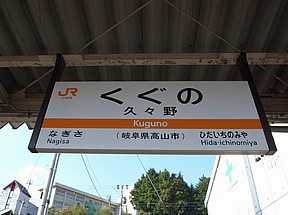 JR
くぐの
久々野
Kuguno
(岐阜県高山市)
なぎさ
Nagisa
ひだいちのみや
Hida-ichinomiya